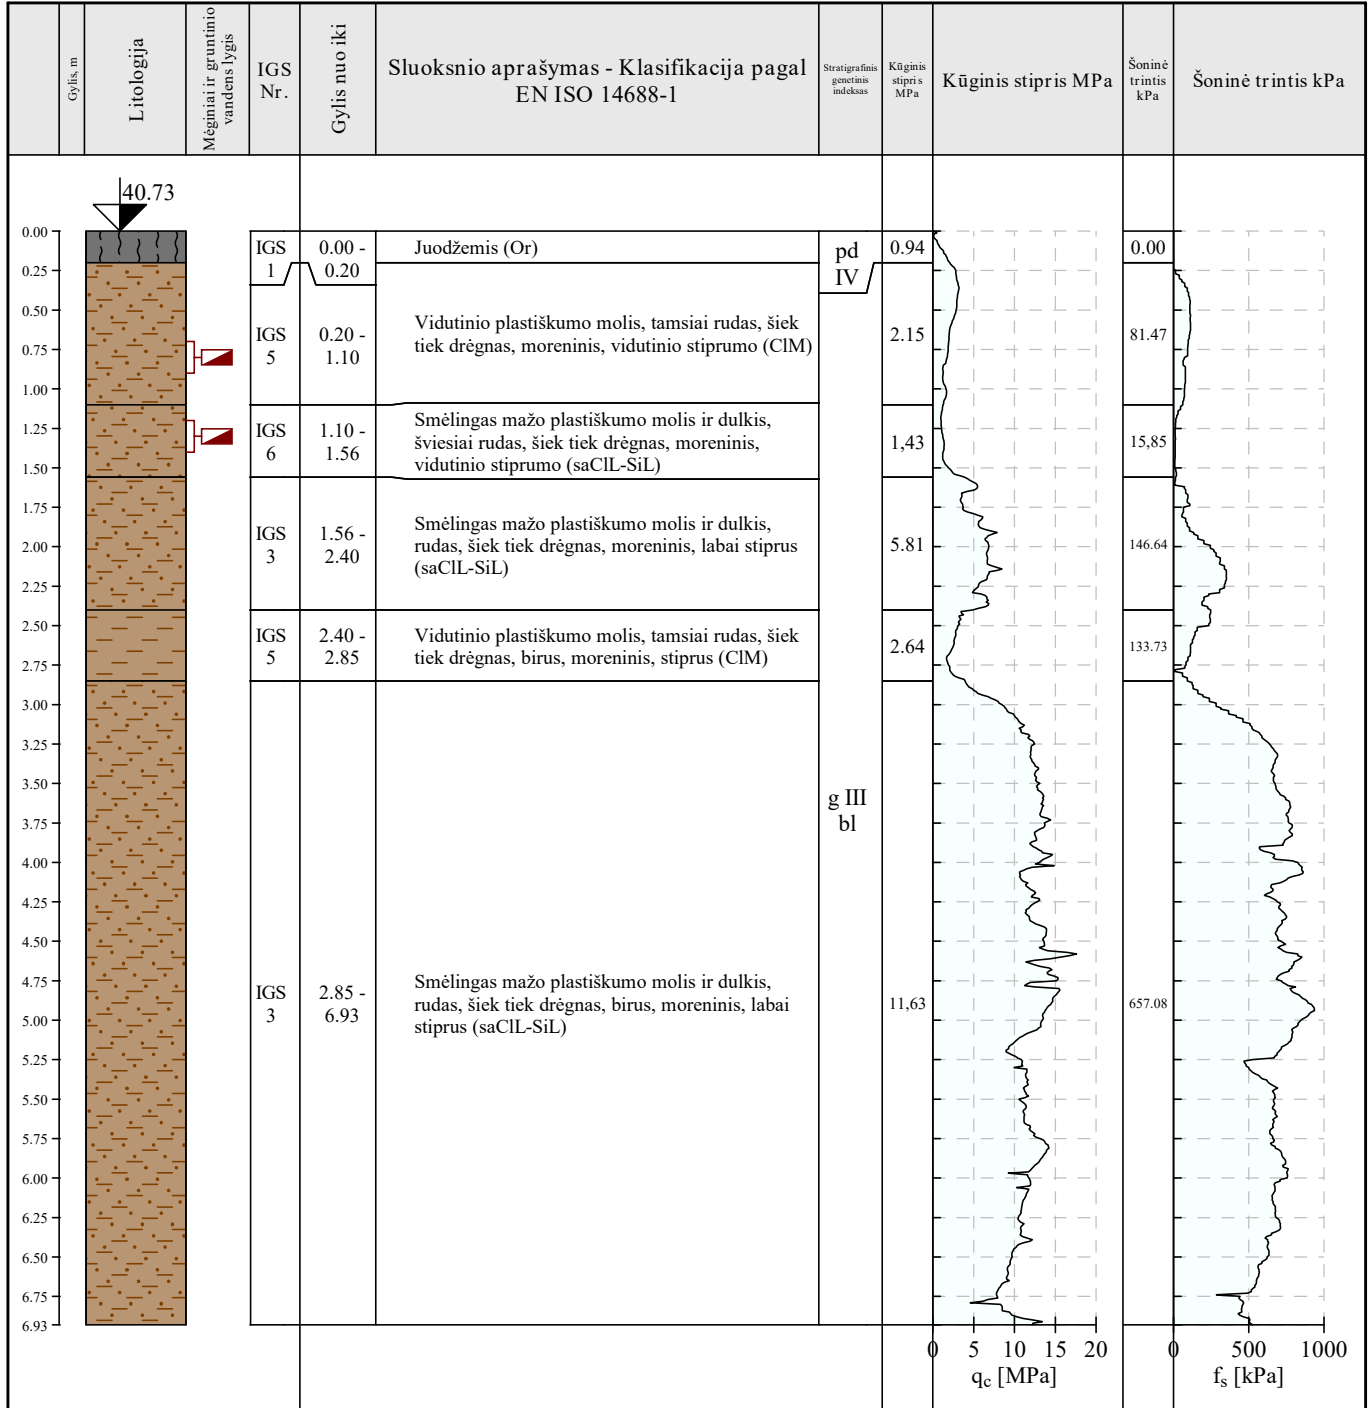 Gylis, m
Litologija
Mėginiai ir gruntinio
vandens lygis
IGS
Nr.
Gylis nuo iki
Sluoksnio aprašymas - Klasifikacija pagal
EN ISO 14688-1
Stratigrafinis
genetinis
indeksas
Kūginis
stipris
MPa
Kūginis stipris MPa
Šoninė
trintis
kPa
Šoninė trintis kPa
40.73
0.00
0.25
0.50
0.75
1.00
1.25
1.50
1.75
2.00
2.25
2.50
2.75
3.00
3.25
3.50
3.75
4.00
4.25
4.50
4.75
5.00
5.25
5.50
5.75
6.00
6.25
6.50
6.75
6.93
IGS
1
0.00 -
0.20
Juodžemis (Or)
pd
IV
0.94
0.00
IGS
5
0.20 -
1.10
Vidutinio plastiškumo molis, tamsiai rudas, šiek
tiek drėgnas, moreninis, vidutinio stiprumo (ClM)
2.15
81.47
IGS
6
1.10 -
1.56
Smėlingas mažo plastiškumo molis ir dulkis,
šviesiai rudas, šiek tiek drėgnas, moreninis,
vidutinio stiprumo (saClL-SiL)
1,43
15,85
IGS
3
1.56 -
2.40
Smėlingas mažo plastiškumo molis ir dulkis,
rudas, šiek tiek drėgnas, moreninis, labai stiprus
(saClL-SiL)
5.81
146.64
IGS
5
2.40 -
2.85
Vidutinio plastiškumo molis, tamsiai rudas, šiek
tiek drėgnas, birus, moreninis, stiprus (ClM)
2.64
133.73
g III
bl
IGS
3
2.85 -
6.93
Smėlingas mažo plastiškumo molis ir dulkis,
rudas, šiek tiek drėgnas, birus, moreninis, labai
stiprus (saClL-SiL)
11,63
657.08
0 5 10 15 20
qc [MPa]
0 500 1000
fs [kPa]